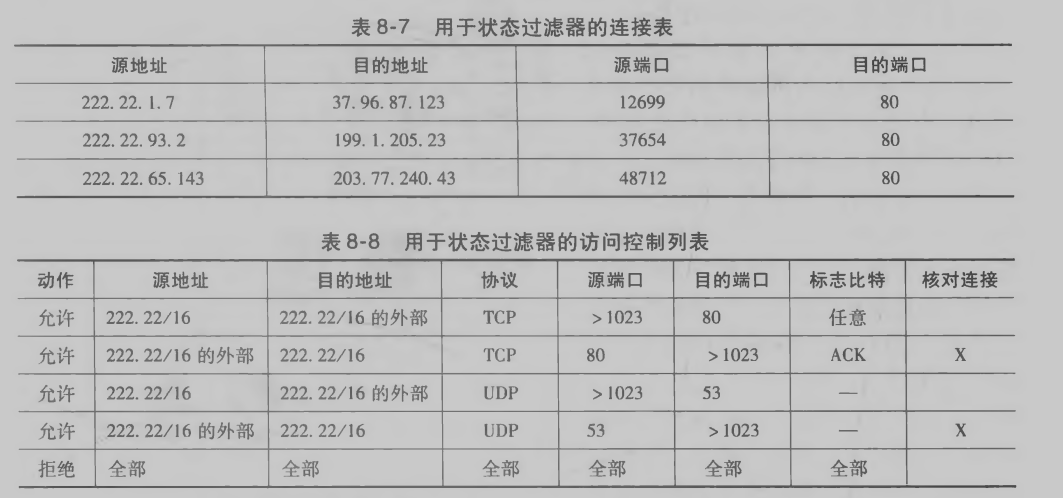 表 8-7 用于状态过滤器的连接表
源地址 目的地址 源端口 目的端口
222. 22. 1. 7 37. 96. 87. 123 12699 80
222. 22. 93. 2 199. 1. 205. 23 37654 80
222. 22. 65. 143 203. 77. 240. 43 48712 80
表 8-8 用于状态过滤器的访问控制列表
动作 源地址 目的地址 协议 源端口 目的端口 标志比特 核对连接
允许 222. 22/16 222. 22/16 的外部 TCP >1023 80 任意
允许 222. 22/16 的外部 222. 22/16 TCP 80 >1023 ACK X
允许 222. 22/16 222. 22/16 的外部 UDP >1023 53 —
允许 222. 22/16 的外部 222. 22/16 UDP 53 >1023 — X
拒绝 全部 全部 全部 全部 全部 全部